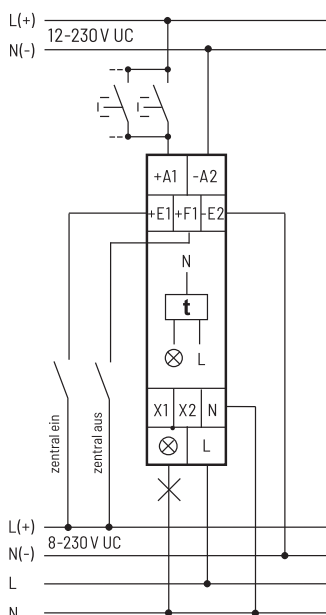 L(+)
12-230 V UC
N(-)
+A1 -A2
+E1 +F1 -E2
N
t
L
X1 X2 N
L
zentral ein
zentral aus
L(+)
8-230 V UC
N(-)
L
N